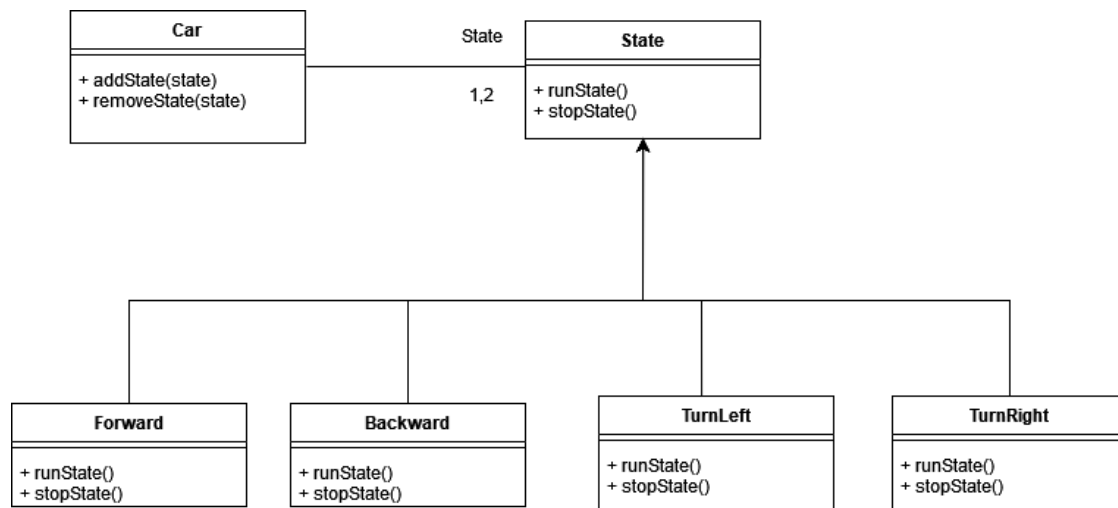 Car
+ addState(state)
+ removeState(state)
State
1,2
State
+ runState()
+ stopState()
Forward
+ runState()
+ stopState()
Backward
+ runState()
+ stopState()
TurnLeft
+ runState()
+ stopState()
TurnRight
+ runState()
+ stopState()